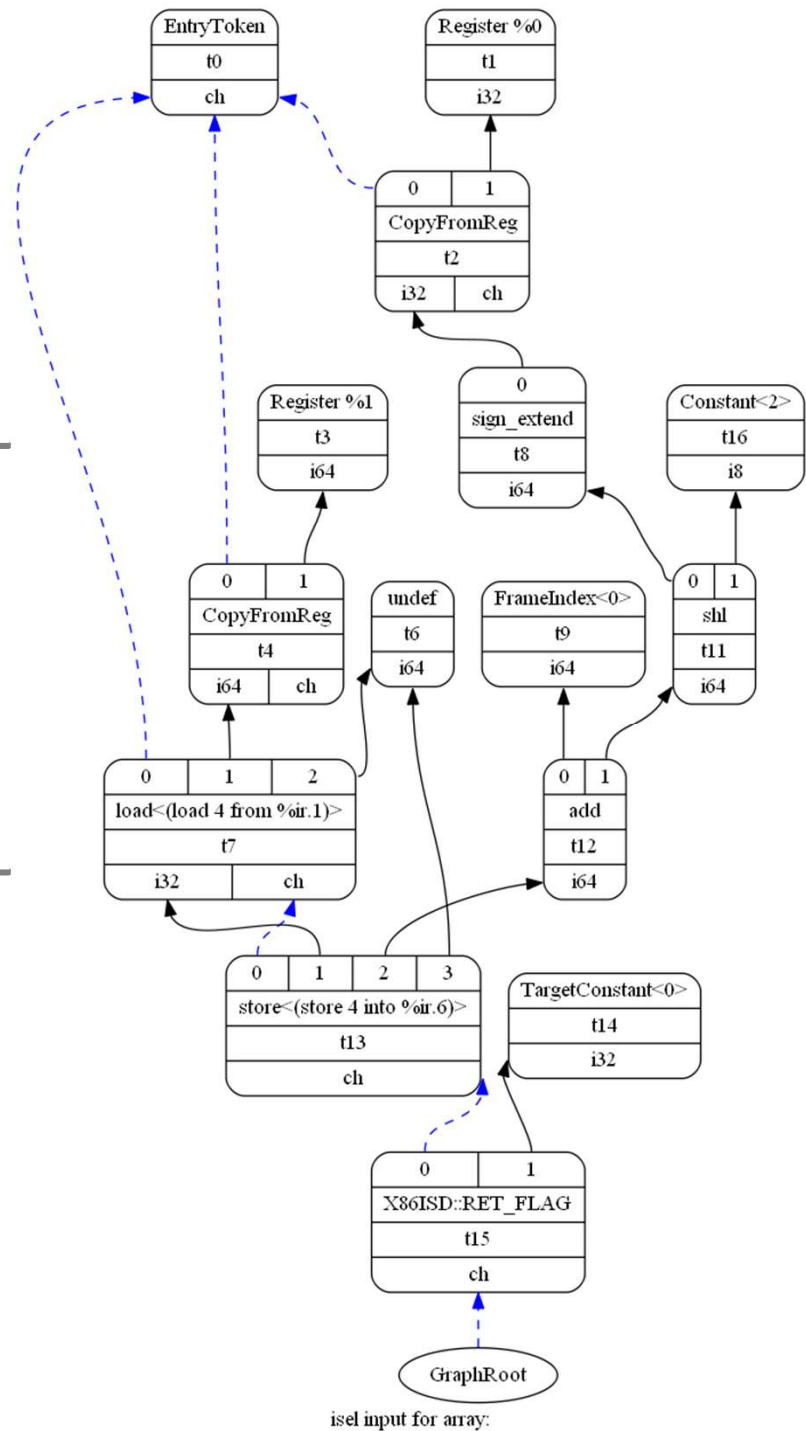 EntryToken
t0
ch
Register %0
t1
i32
0 1
CopyFromReg
t2
i32 ch
0
sign_extend
t8
i64
Register %1
t3
i64
Constant<2>
t16
i8
0 1
CopyFromReg
t4
i64 ch
undef
t6
i64
FrameIndex<0>
t9
i64
0 1
shl
t11
i64
0 1 2
load<(load 4 from %ir.1)>
t7
i32 ch
0 1
add
t12
i64
0 1 2 3
store<(store 4 into %ir.6)>
t13
ch
TargetConstant<0>
t14
i32
0 1
X86ISD::RET_FLAG
t15
ch
GraphRoot
isel input for array: